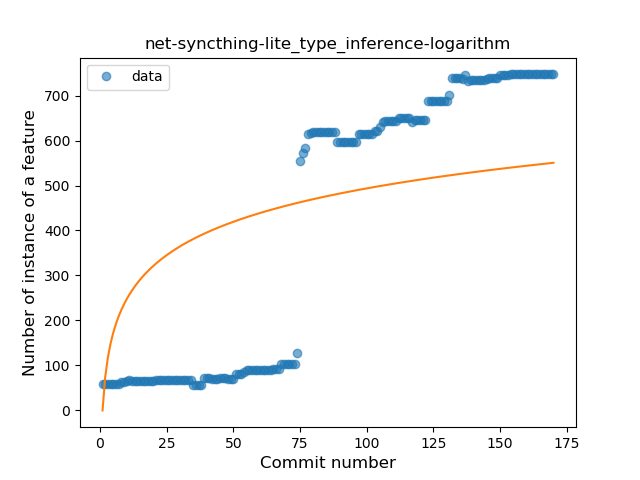 net-syncthing-lite_type_inference-logarithm
data
Number of instance of a feature
700
600
500
400
300
200
100
0
0 25 50 75 100 125 150 175
Commit number